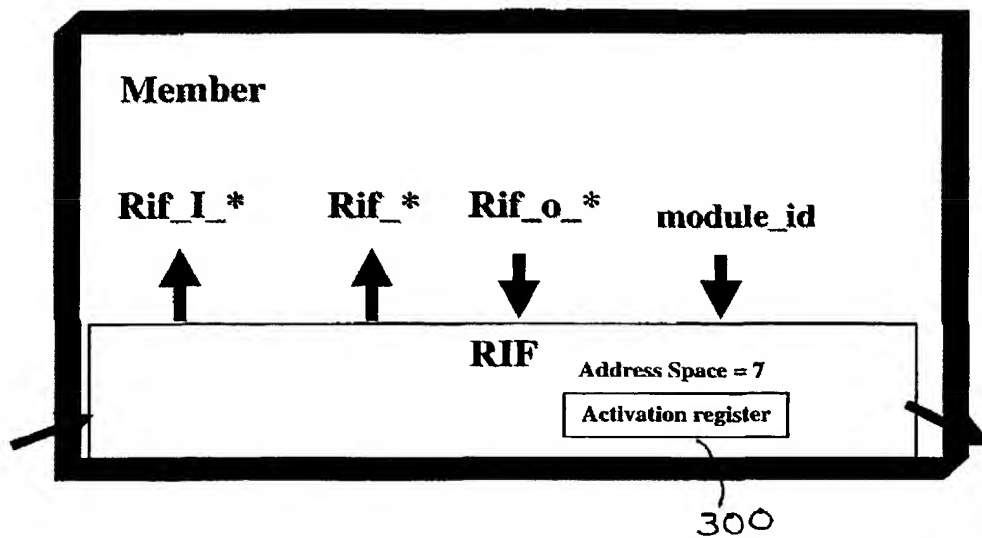 Member
Rif_I_* Rif_* Rif_o_* module_id
RIF
Address Space = 7
Activation register
300